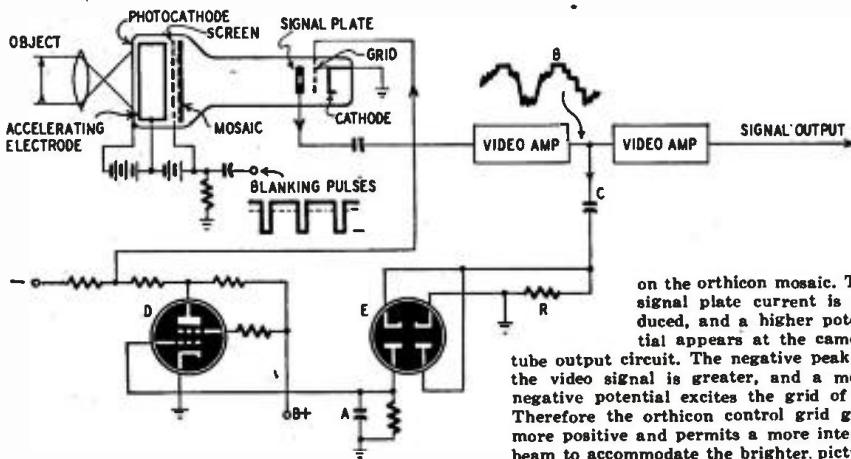 PHOTOCATHODE
SCREEN
SIGNAL PLATE
OBJECT
GRID
B
CATHODE
ACCELERATING
ELECTRODE
MOSAIC
VIDEO AMP
VIDEO AMP
SIGNAL OUTPUT
BLANKING PULSES
C
D
E
R
A
B+
on the orthicon mosaic. T
signal plate current is
duced, and a higher pote
tial appears at the came
tube output circuit. The negative peak
the video signal is greater, and a mo
negative potential excites the grid of
Therefore the orthicon control grid g
more positive and permits a more inte
beam to accommodate the brighter, pictu